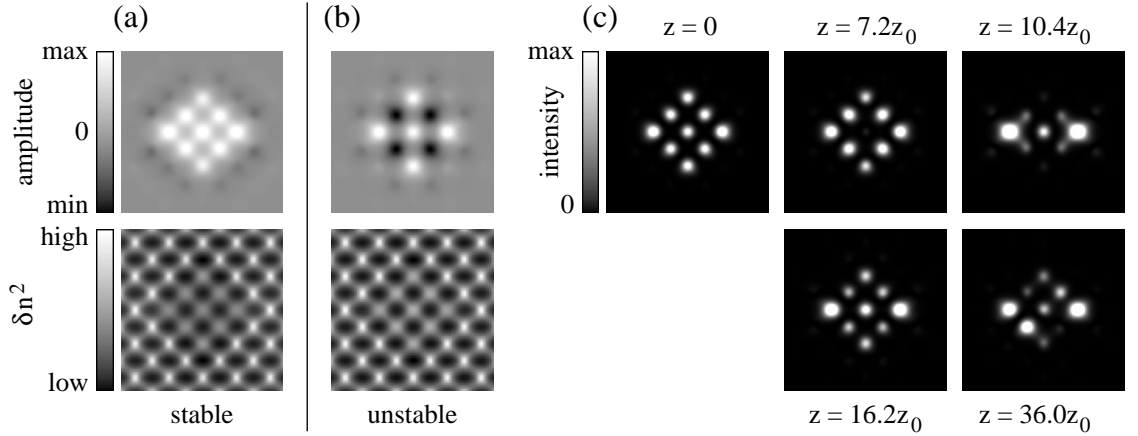 (a)
(b)
(c)
z = 0
z = 7.2z₀
z = 10.4z₀
max
0
min
amplitude
max
0
intensity
high
low
δn²
stable
unstable
z = 16.2z₀
z = 36.0z₀